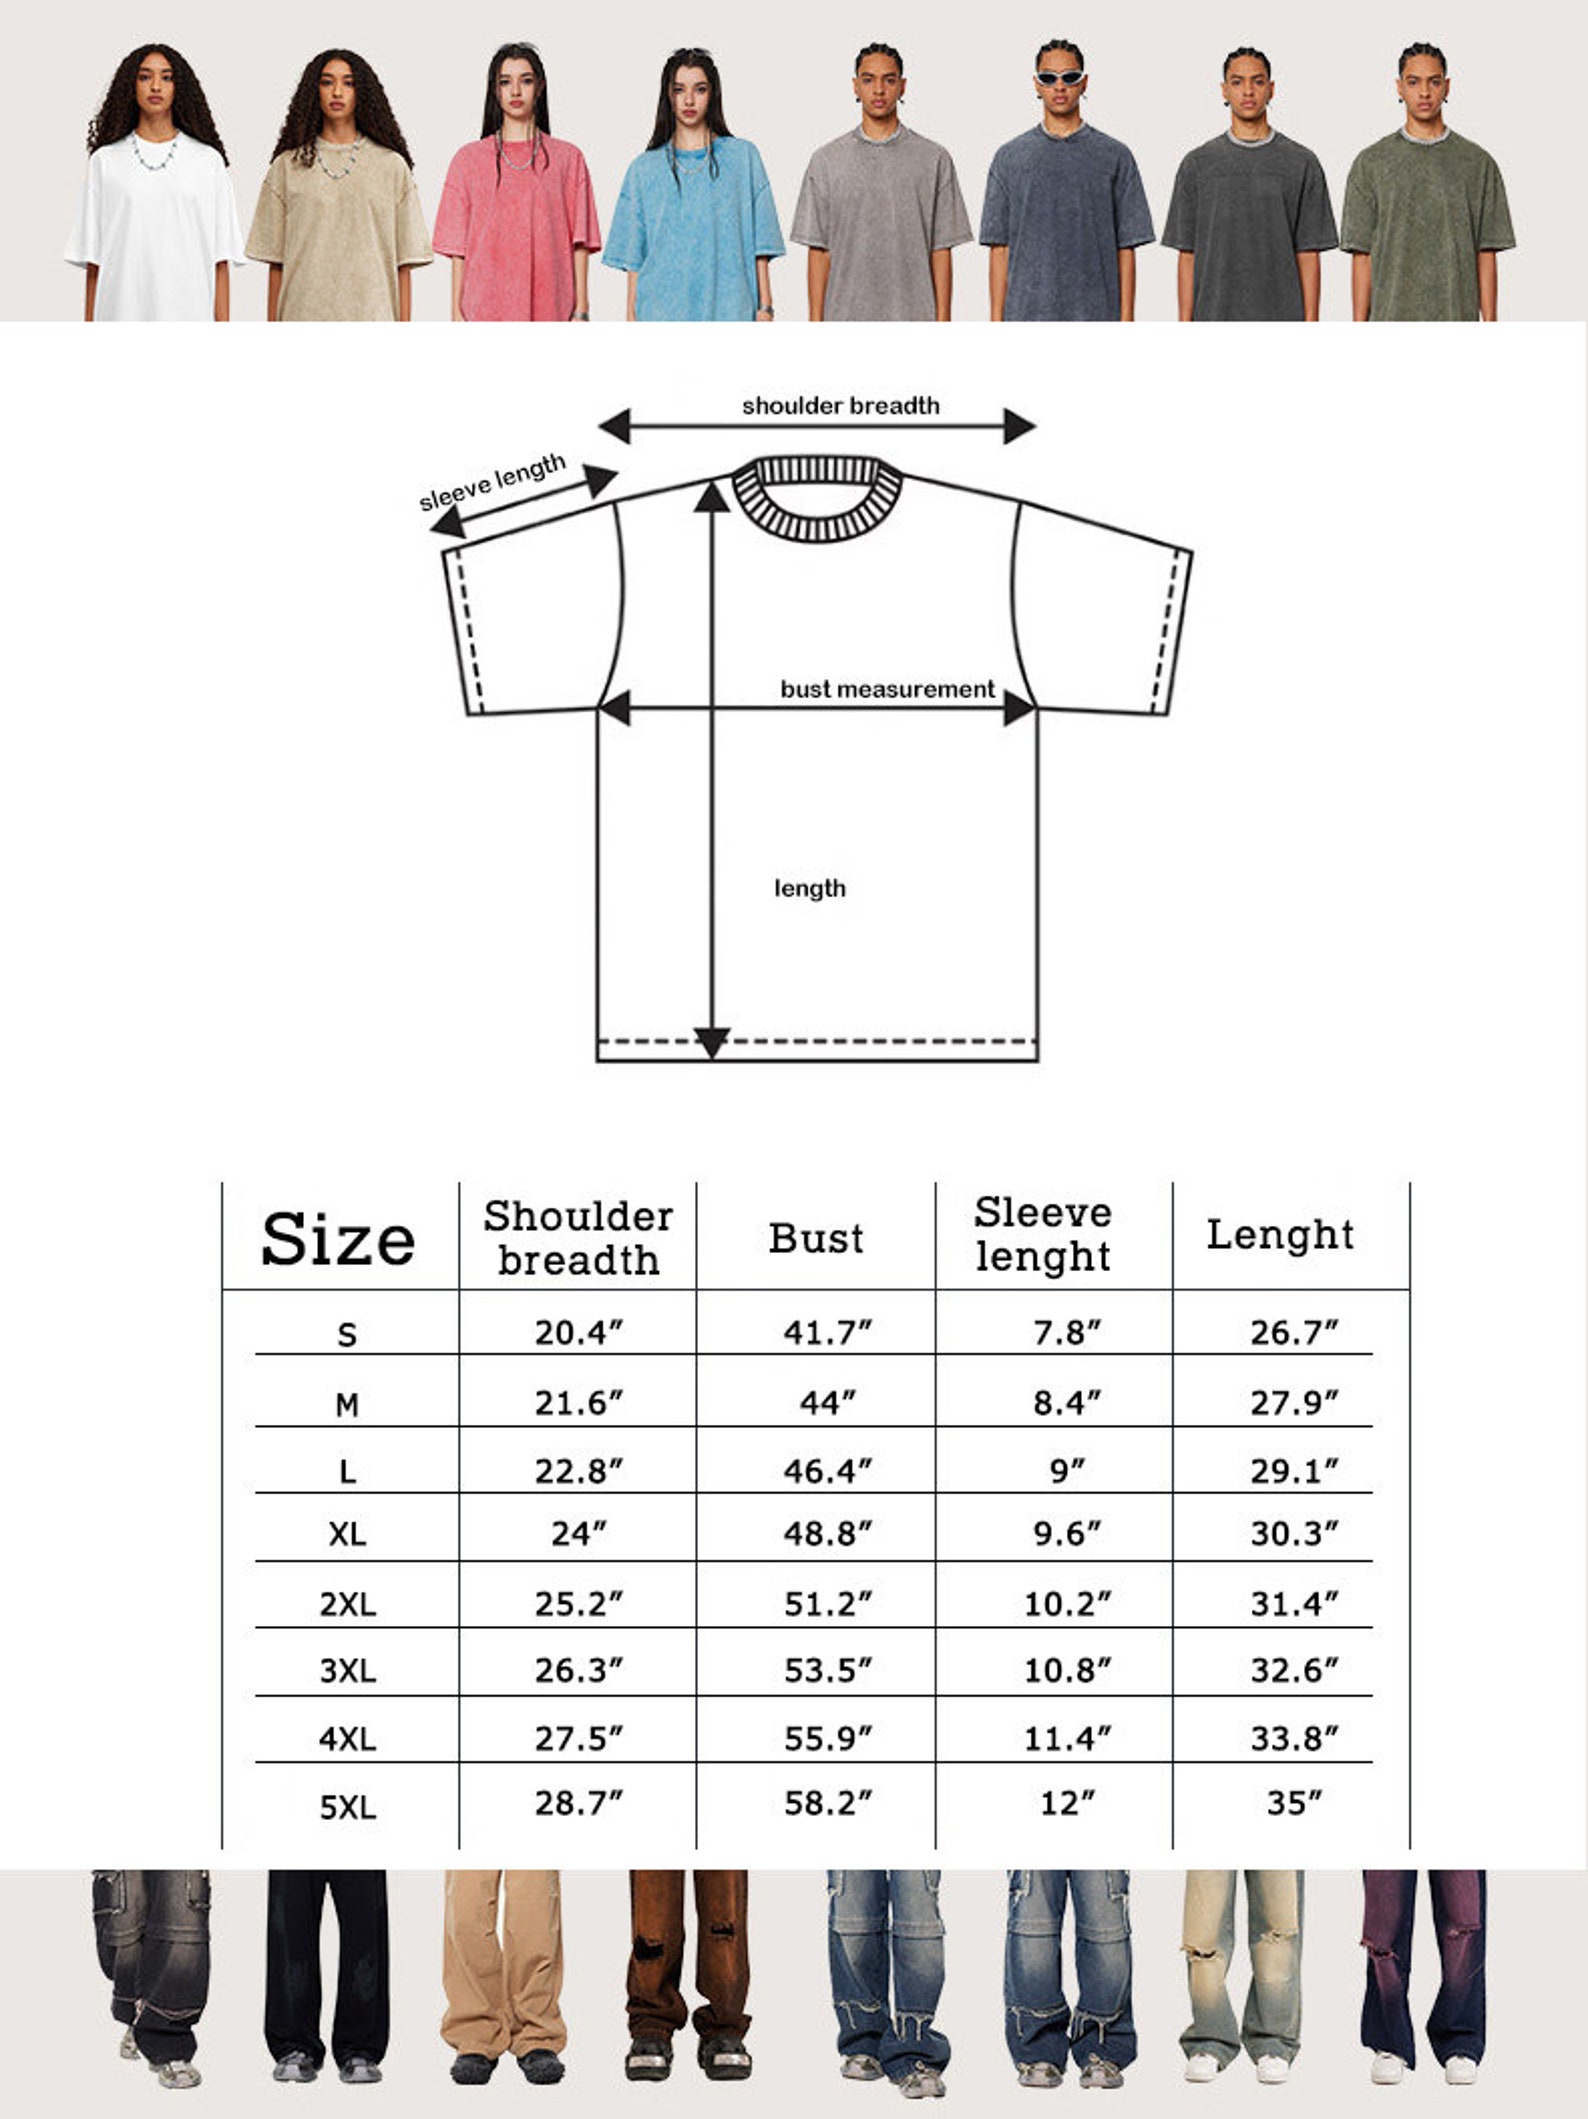 shoulder breadth
sleeve length
bust measurement
length
Size Shoulder breadth Bust Sleeve lenght Lenght
S 20.4" 41.7" 7.8" 26.7"
M 21.6" 44" 8.4" 27.9"
L 22.8" 46.4" 9" 29.1"
XL 24" 48.8" 9.6" 30.3"
2XL 25.2" 51.2" 10.2" 31.4"
3XL 26.3" 53.5" 10.8" 32.6"
4XL 27.5" 55.9" 11.4" 33.8"
5XL 28.7" 58.2" 12" 35"